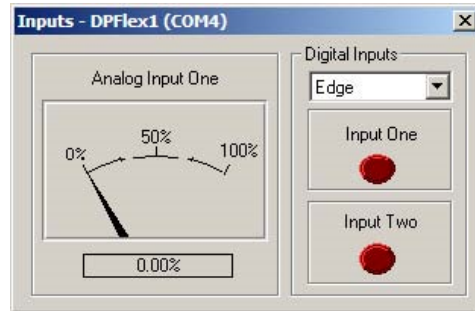 Inputs - DPFlex1 (COM4)
Analog Input One
0%
50%
100%
0.00%
Digital Inputs
Edge
Input One
Input Two